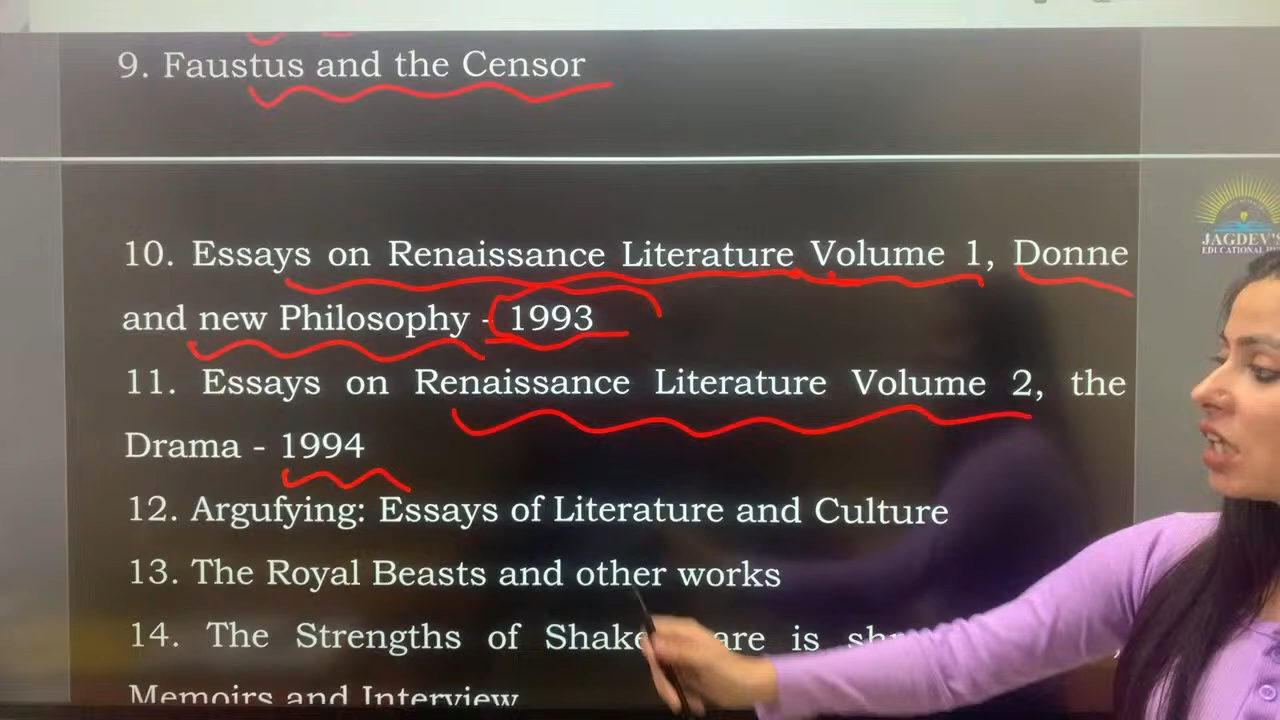 9. Faustus and the Censor
10. Essays on Renaissance Literature Volume 1, Donne
and new Philosophy - 1993
11. Essays on Renaissance Literature Volume 2, the
Drama - 1994
12. Argufying: Essays of Literature and Culture
13. The Royal Beasts and other works
14. The Strengths of is
Memoirs and Interview
JAGDEV'S
EDUCATIONAL